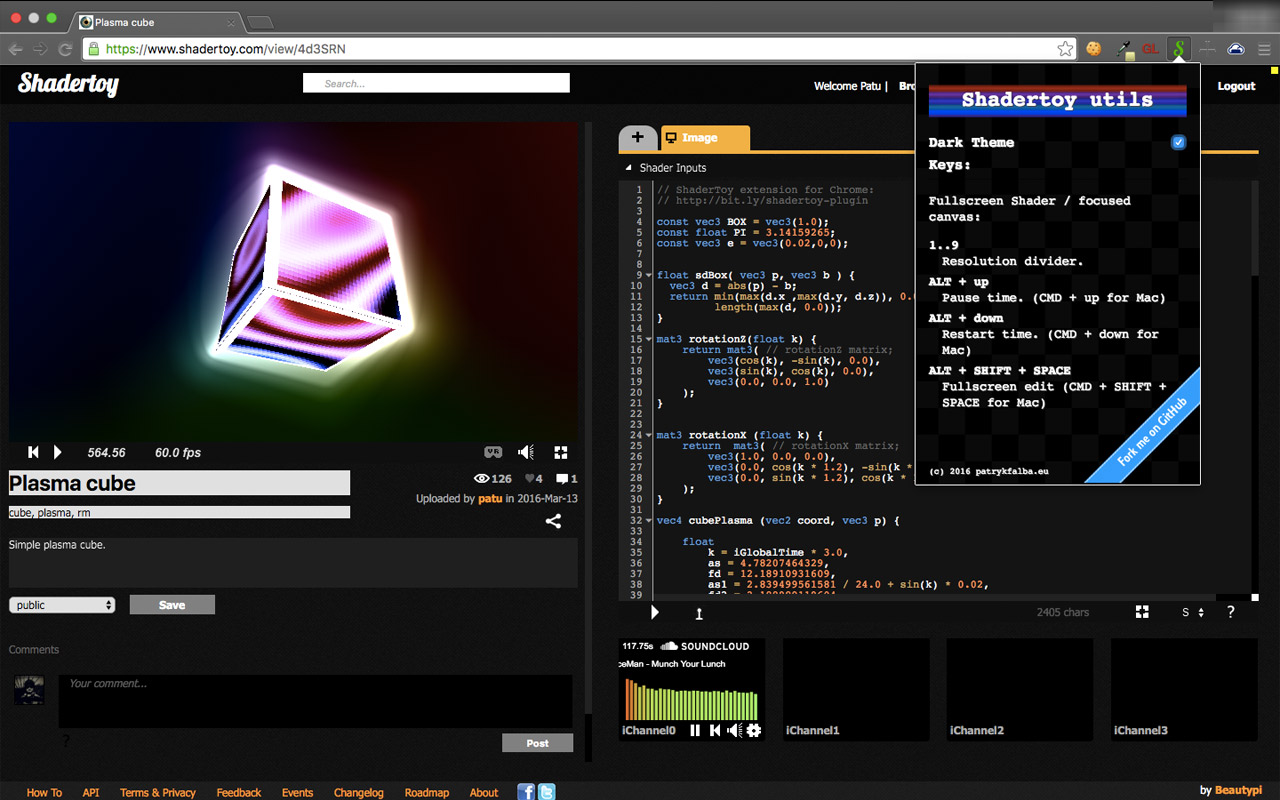 Plasma cube
https://www.shadertoy.com/view/4d3SRN
GL
S
Shadertoy
Search...
Welcome Patu |
Bro
Logout
564.56
60.0 fps
VR
Plasma cube
126
4
1
cube, plasma, rm
Uploaded by patu in 2016-Mar-13
Simple plasma cube.
public
Save
Comments
Your comment...
?
Post
+
Image
Shader Inputs
1 // ShaderToy extension for Chrome:
2 // http://bit.ly/shadertoy-plugin
3
4 const vec3 BOX = vec3(1.0);
5 const float PI = 3.14159265;
6 const vec3 e = vec3(0.02,0,0);
7
8
9 float sdBox( vec3 p, vec3 b ) {
10 vec3 d = abs(p) - b;
11 return min(max(d.x ,max(d.y, d.z)), 0.0
12 length(max(d, 0.0));
13 }
14
15 mat3 rotationZ(float k) {
16 return mat3( // rotationZ matrix;
17 vec3(cos(k), -sin(k), 0.0),
18 vec3(sin(k), cos(k), 0.0),
19 vec3(0.0, 0.0, 1.0)
20 );
21 }
22
23
24 mat3 rotationX (float k) {
25 return mat3( // rotationX matrix;
26 vec3(1.0, 0.0, 0.0),
27 vec3(0.0, cos(k * 1.2), -sin(k *
28 vec3(0.0, sin(k * 1.2), cos(k *
29 );
30 }
31
32 vec4 cubePlasma (vec2 coord, vec3 p) {
33
34 float
35 k = iGlobalTime * 3.0,
36 as = 4.78207464329,
37 fd = 12.18910931609,
38 as1 = 2.839499561581 / 24.0 + sin(k) * 0.02,
39
2405 chars
S
?
Shadertoy utils
Dark Theme
Keys:
Fullscreen Shader / focused
canvas:
1..9
Resolution divider.
ALT + up
Pause time. (CMD + up for Mac)
ALT + down
Restart time. (CMD + down for
Mac)
ALT + SHIFT + SPACE
Fullscreen edit (CMD + SHIFT +
SPACE for Mac)
Fork me on GitHub
(c) 2016 patrykfalba.eu
117.75s SOUNDCLOUD
ceMan - Munch Your Lunch
iChannel0
iChannel1
iChannel2
iChannel3
How To
API
Terms & Privacy
Feedback
Events
Changelog
Roadmap
About
by Beautypi